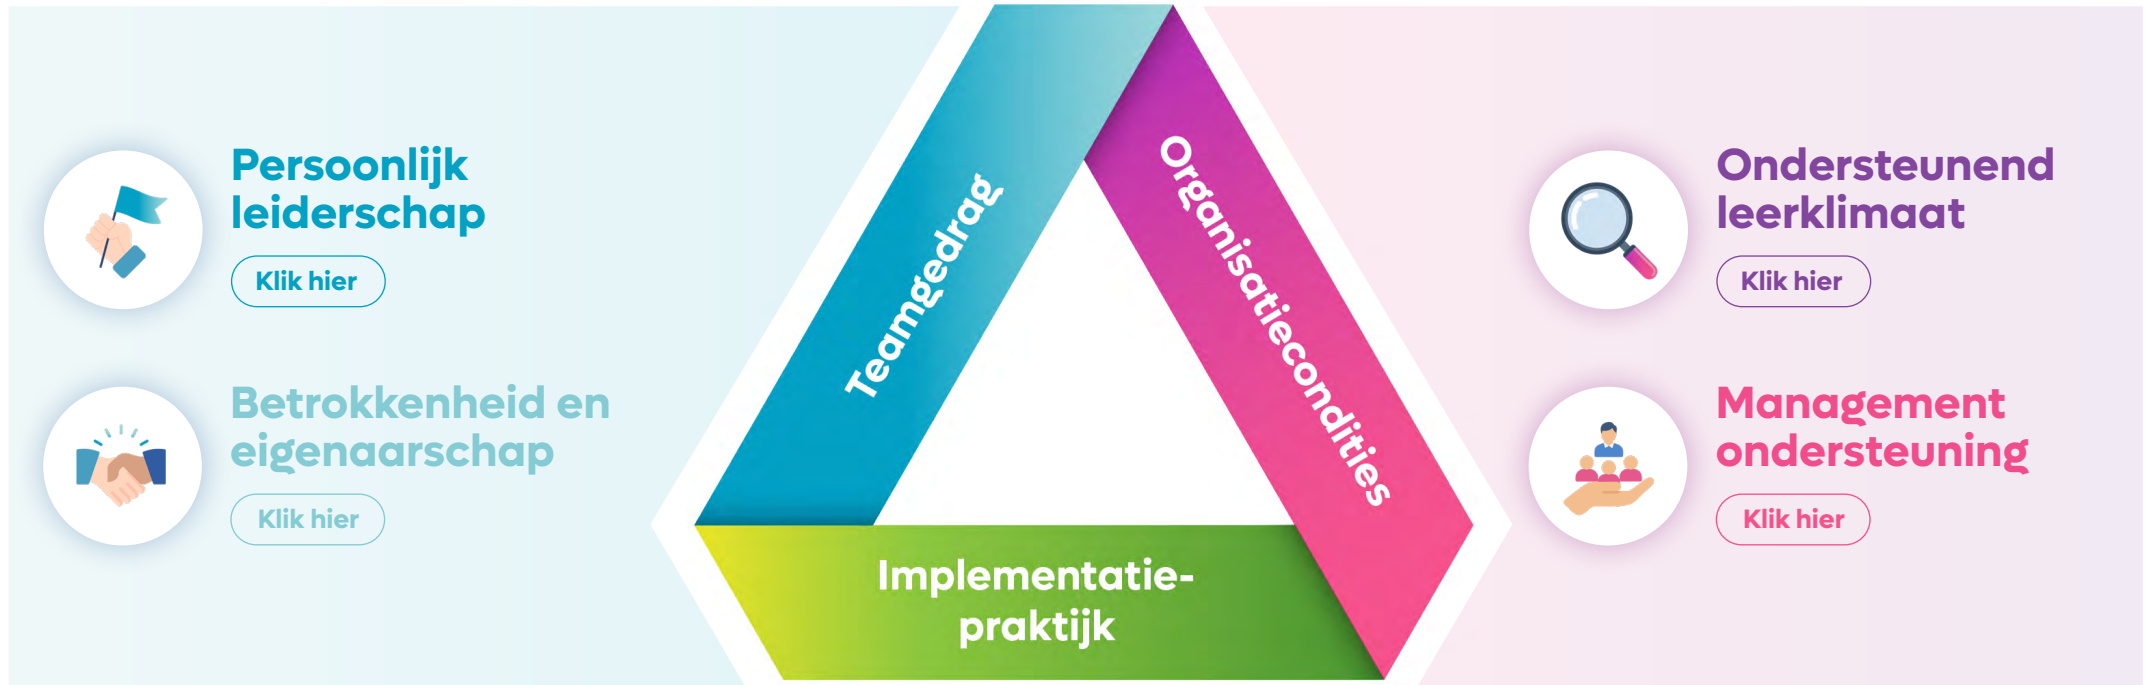 Persoonlijk
leiderschap
Klik hier
Betrokkenheid en
eigenaarschap
Klik hier
Teamgedrag
Organisatiecondities
Implementatie-
praktijk
Ondersteunend
leerklimaat
Klik hier
Management
ondersteuning
Klik hier